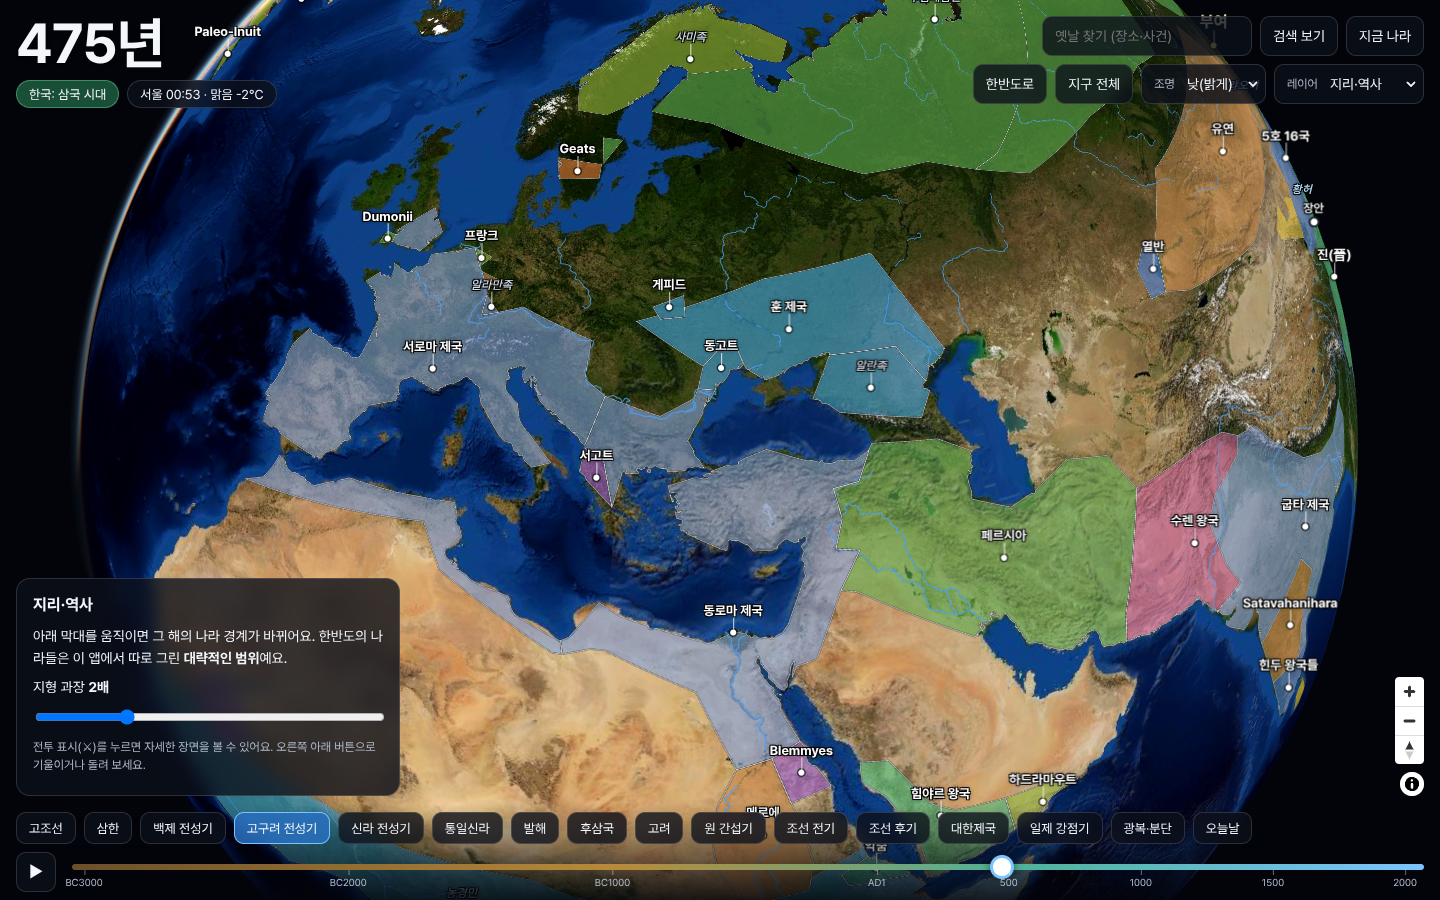 475년
Paleo-Inuit
한국: 삼국 시대
서울 00:53 · 맑음 -2°C
옛날 찾기 (장소·사건)
검색 보기
지금 나라
한반도로
지구 전체
조명 낮(밝게)
레이어 지리·역사
부여
사미족
유연
5호 16국
Geats
황허
장안
Dumonii
프랑크
열반
진(晉)
알라만족
게피드
훈 제국
서로마 제국
동고트
알란족
서고트
굽타 제국
수렌 왕국
페르시아
동로마 제국
Satavahanihara
힌두 왕국들
Blemmyes
하드라마우트
힘야르 왕국
메로에
악숨
지리·역사
아래 막대를 움직이면 그 해의 나라 경계가 바뀌어요. 한반도의 나
라들은 이 앱에서 따로 그린 대략적인 범위예요.
지형 과장 2배
전투 표시(⚔)를 누르면 자세한 장면을 볼 수 있어요. 오른쪽 아래 버튼으로
기울이거나 돌려 보세요.
고조선
삼한
백제 전성기
고구려 전성기
신라 전성기
통일신라
발해
후삼국
고려
원 간섭기
조선 전기
조선 후기
대한제국
일제 강점기
광복·분단
오늘날
BC3000
BC2000
BC1000
AD1
500
1000
1500
2000